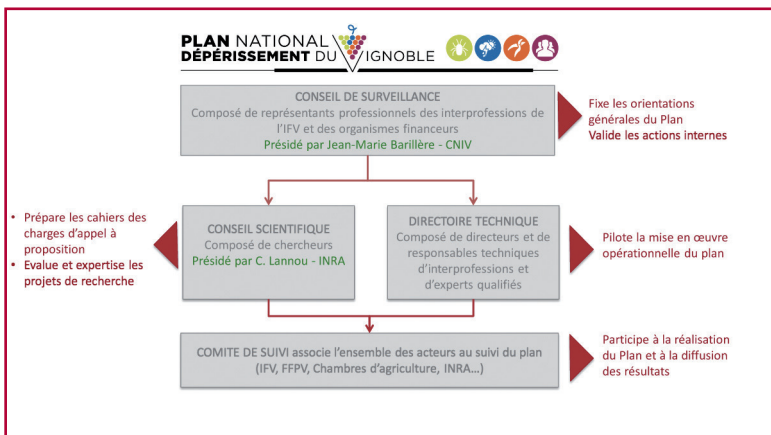 PLAN NATIONAL
DÉPÉRISSEMENT DU VIGNOBLE
CONSEIL DE SURVEILLANCE
Composé de représentants professionnels des interprofessions de
l'IFV et des organismes financeurs
Présidé par Jean-Marie Barillère - CNIV
Fixe les orientations
générales du Plan
Valide les actions internes
• Prépare les cahiers des
charges d'appel à
proposition
• Evalue et expertise les
projets de recherche
CONSEIL SCIENTIFIQUE
Composé de chercheurs
Présidé par C. Lannou - INRA
DIRECTOIRE TECHNIQUE
Composé de directeurs et de
responsables techniques
d'interprofessions et
d'experts qualifiés
Pilote la mise en œuvre
opérationnelle du plan
COMITE DE SUIVI associe l'ensemble des acteurs au suivi du plan
(IFV, FFPV, Chambres d'agriculture, INRA...)
Participe à la réalisation
du Plan et à la diffusion
des résultats